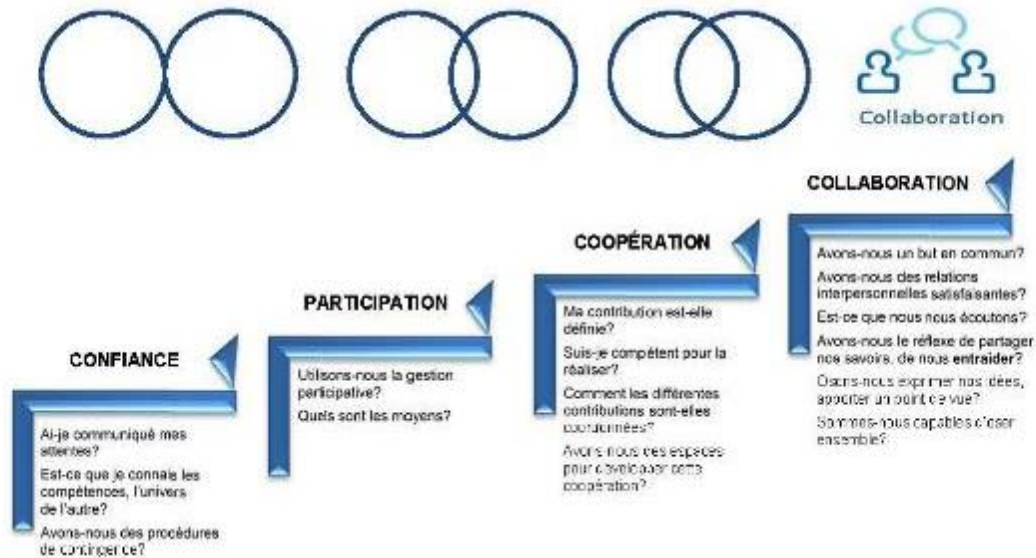 Collaboration
CONFIANCE
Ai-je communiqué mes
attentes?
Est-ce que je connais les
compétences, l'univers
de l'autre?
Avons-nous des procédures
de contingence?
PARTICIPATION
Utilisons-nous la gestion
participative?
Quels sont les moyens?
COOPÉRATION
Ma contribution est-elle
définie?
Suis-je compétent pour la
réaliser?
Comment les différentes
contributions sont-elles
coordonnées?
Avons-nous des espaces
pour développer cette
coopération?
COLLABORATION
Avons-nous un but en commun?
Avons-nous des relations
interpersonnelles satisfaisantes?
Est-ce que nous nous écoutons?
Avons-nous le réflexe de partager
nos savoirs, de nous entraider?
Osons-nous exprimer nos idées,
apporter un point de vue?
Sommes-nous capables d'oser
ensemble?